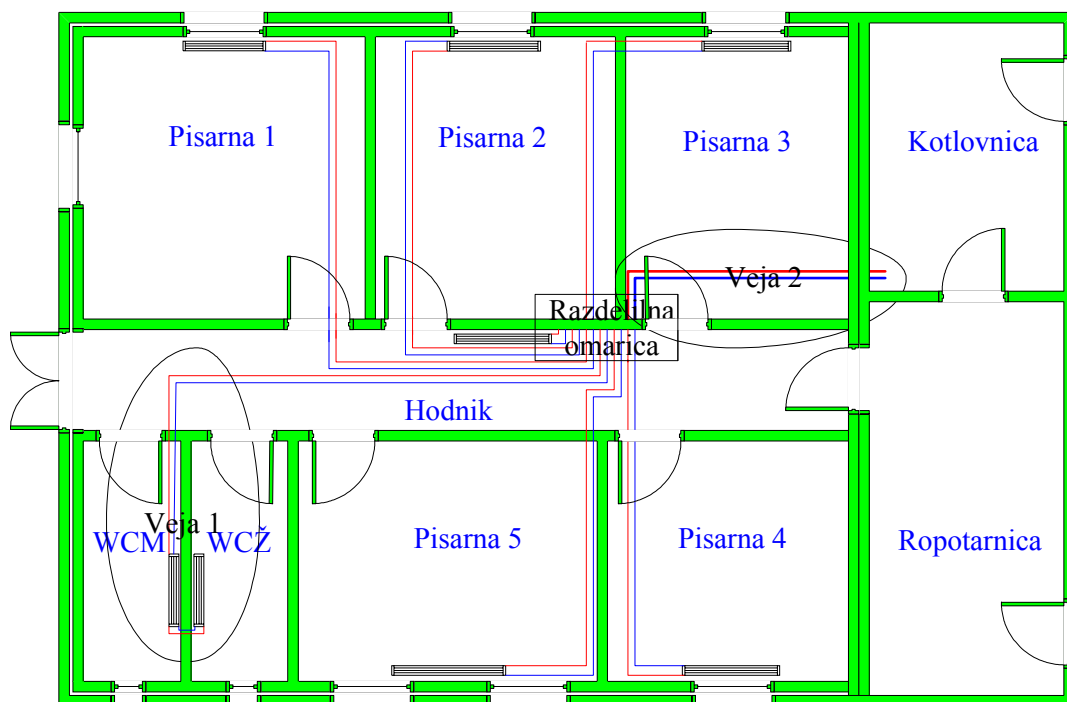 Pisarna 1
Pisarna 2
Pisarna 3
Kotlovnica
Veja 2
Razdelilna
omarica
Hodnik
Veja 1
WCM
WCŽ
Pisarna 5
Pisarna 4
Ropotarnica